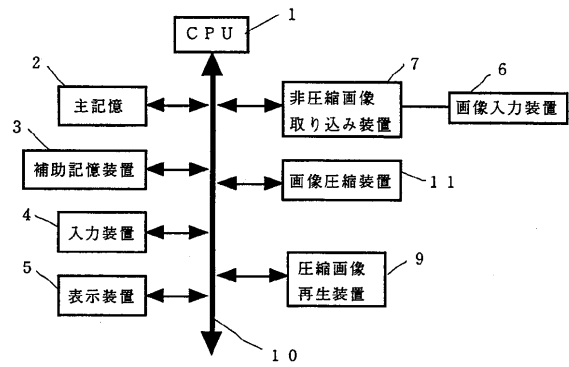 CPU
1
2
主記憶
3
補助記憶装置
4
入力装置
5
表示装置
7
非圧縮画像
取り込み装置
6
画像入力装置
画像圧縮装置
11
圧縮画像
再生装置
9
10